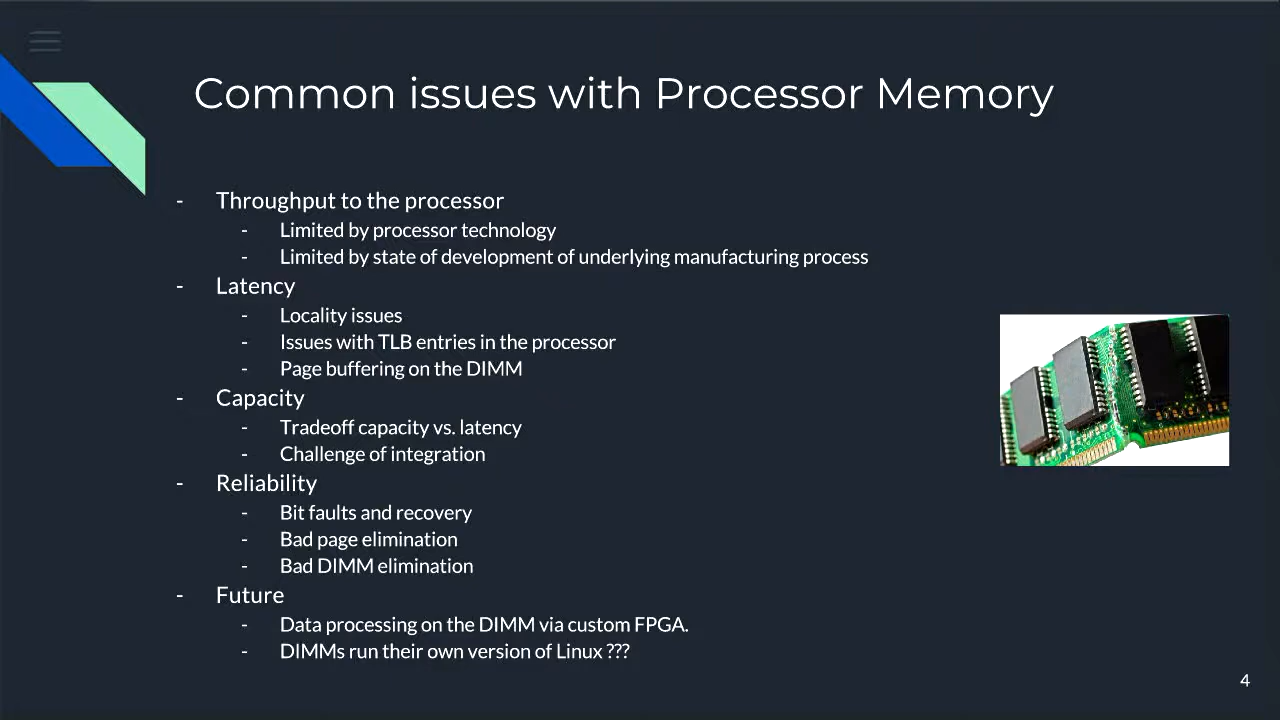 Common issues with Processor Memory
- Throughput to the processor
- Limited by processor technology
- Limited by state of development of underlying manufacturing process
- Latency
- Locality issues
- Issues with TLB entries in the processor
- Page buffering on the DIMM
- Capacity
- Tradeoff capacity vs. latency
- Challenge of integration
- Reliability
- Bit faults and recovery
- Bad page elimination
- Bad DIMM elimination
- Future
- Data processing on the DIMM via custom FPGA.
- DIMMs run their own version of Linux ???
4